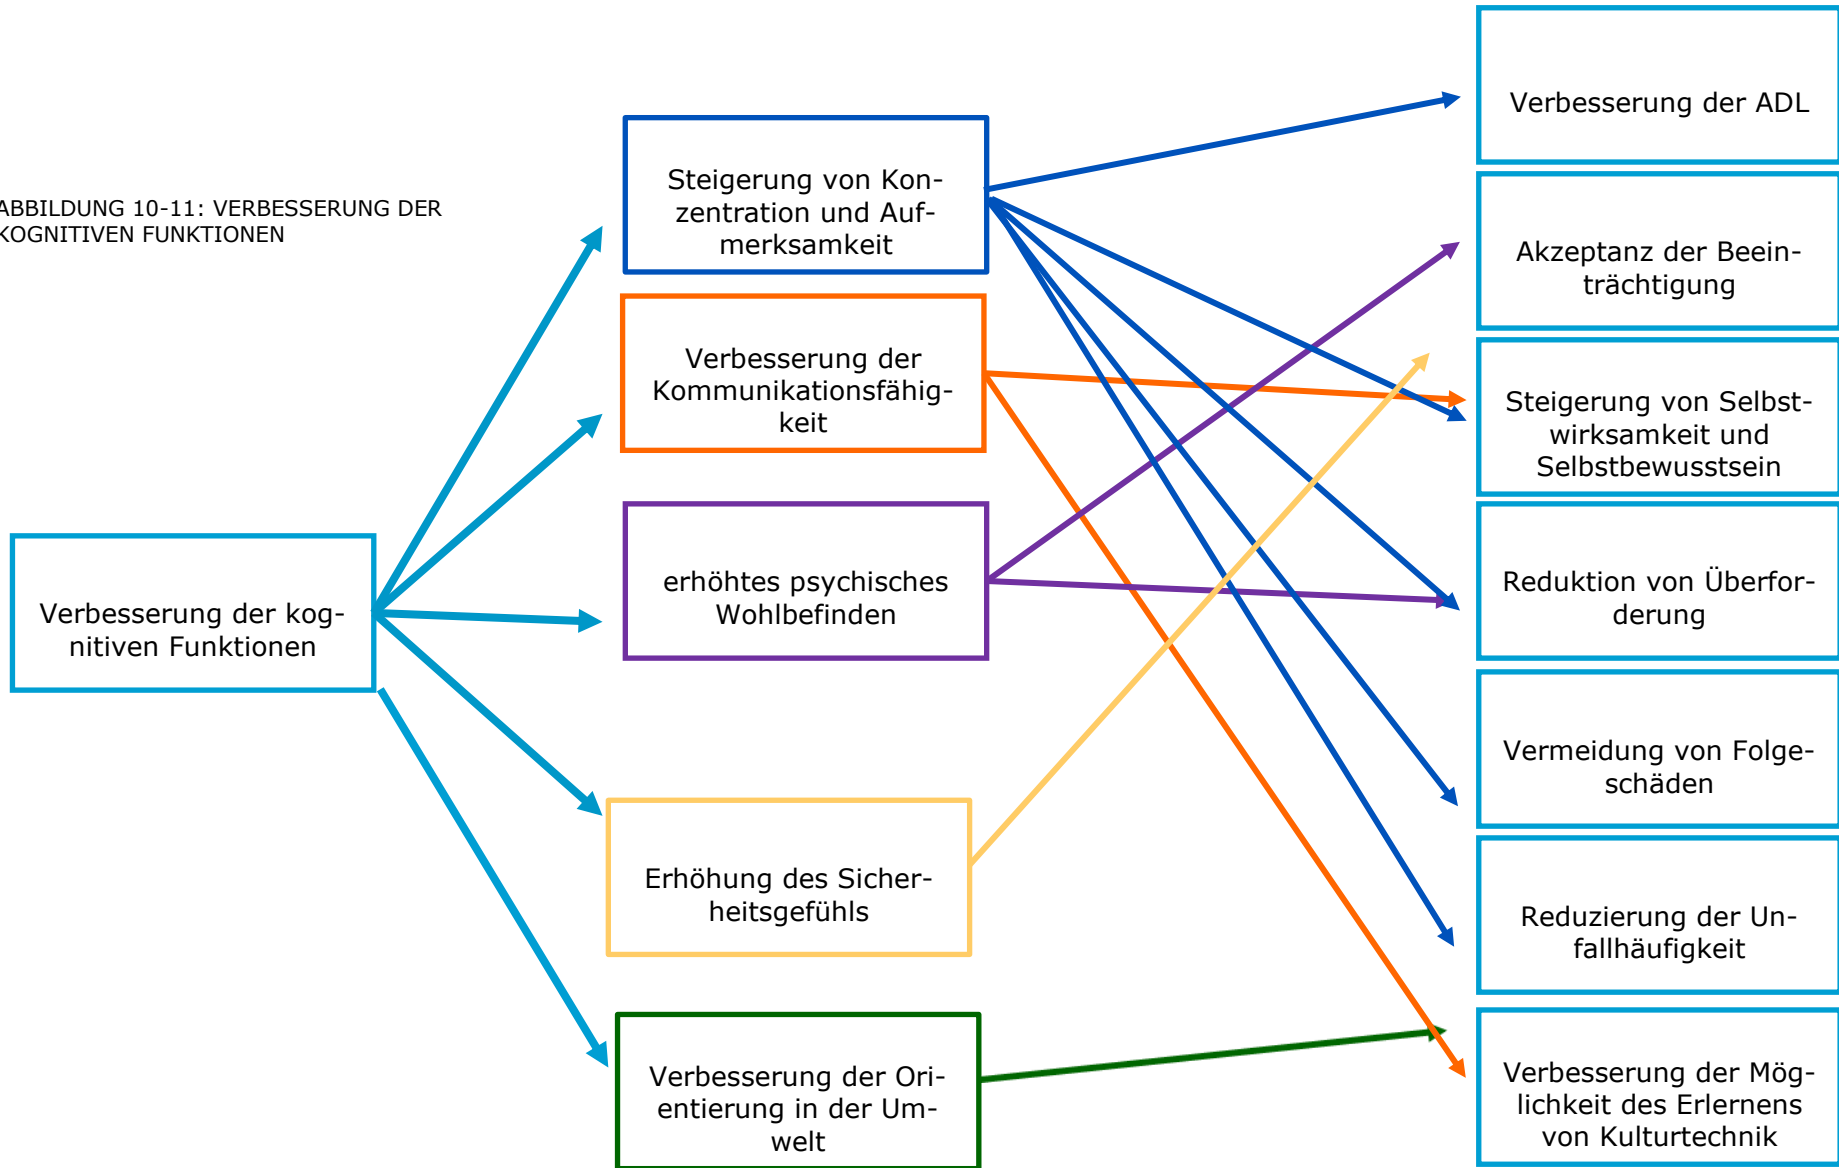 ABBILDUNG 10-11: VERBESSERUNG DER
KOGNITIVEN FUNKTIONEN
Verbesserung der kog-
nitiven Funktionen
Steigerung von Kon-
zentration und Auf-
merksamkeit
Verbesserung der
Kommunikationsfähig-
keit
erhöhtes psychisches
Wohlbefinden
Erhöhung des Sicher-
heitsgefühls
Verbesserung der Ori-
entierung in der Um-
welt
Verbesserung der ADL
Akzeptanz der Beein-
trächtigung
Steigerung von Selbst-
wirksamkeit und
Selbstbewusstsein
Reduktion von Überfor-
derung
Vermeidung von Folge-
schäden
Reduzierung der Un-
fallhäufigkeit
Verbesserung der Mög-
lichkeit des Erlernens
von Kulturtechnik